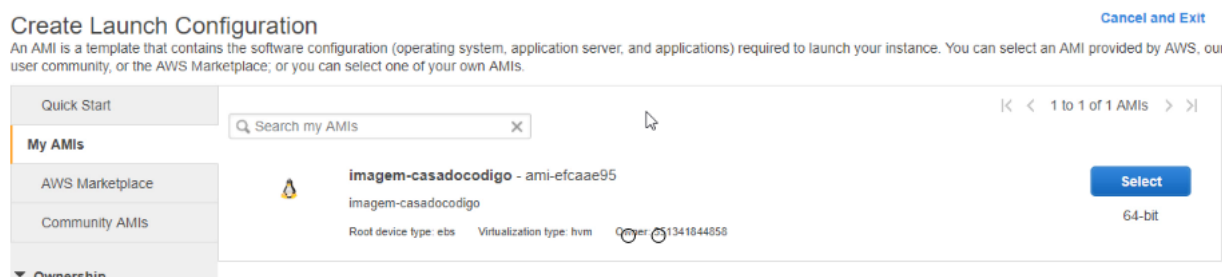 Create Launch Configuration
Cancel and Exit
An AMI is a template that contains the software configuration (operating system, application server, and applications) required to launch your instance. You can select an AMI provided by AWS, our
user community, or the AWS Marketplace; or you can select one of your own AMIs.
Quick Start
My AMIs
AWS Marketplace
Community AMIs
Ownership
Search my AMIs
1 to 1 of 1 AMIs
imagem-casadocodigo - ami-efcaae95
imagem-casadocodigo
Root device type: ebs Virtualization type: hvm Owner: 351341844858
Select
64-bit